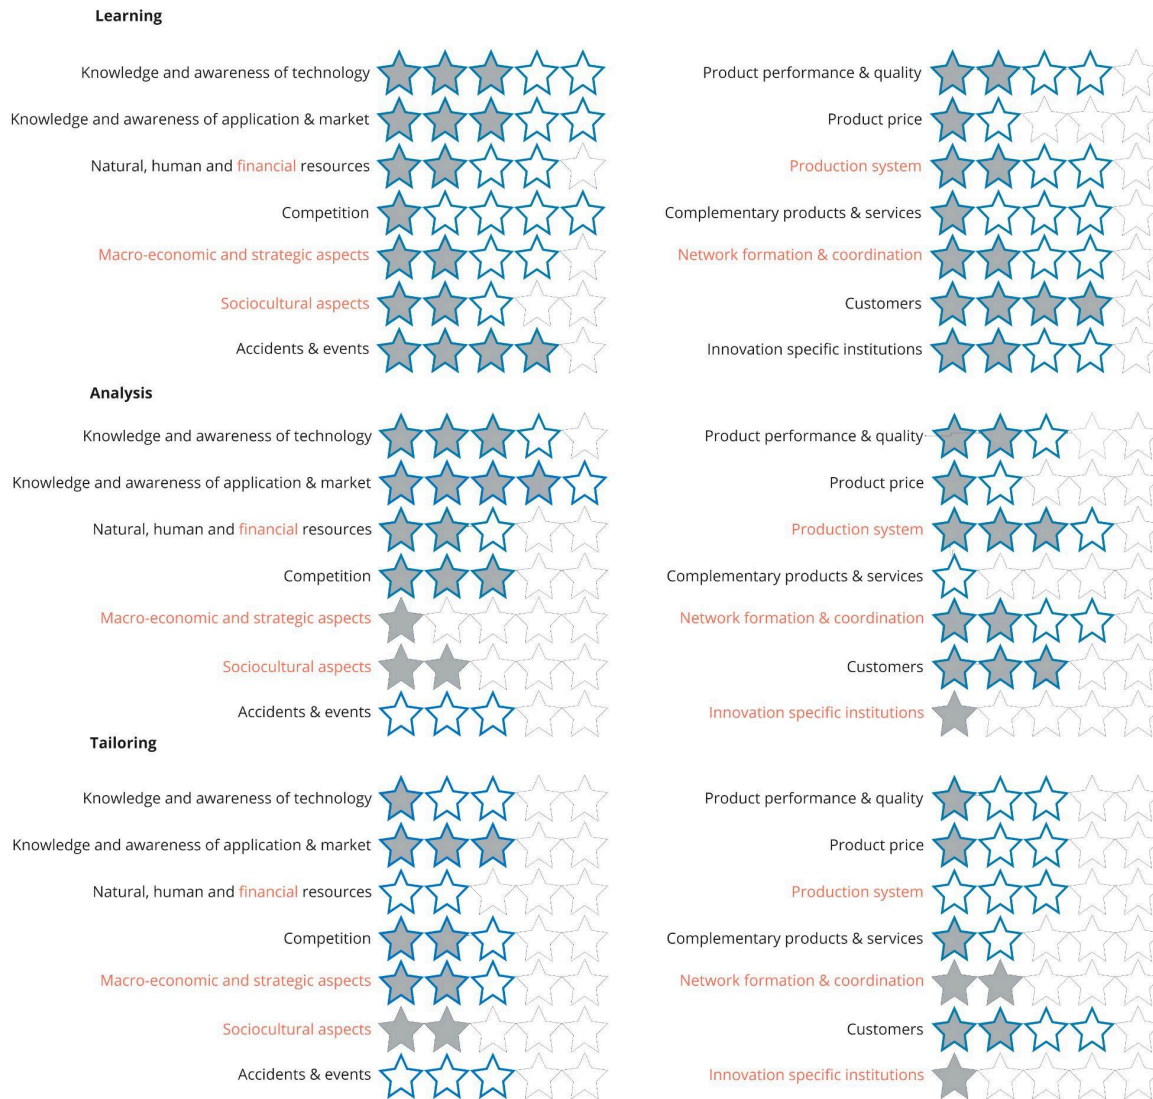 Learning
Knowledge and awareness of technology
Product performance & quality
Knowledge and awareness of application & market
Product price
Natural, human and financial resources
Production system
Competition
Complementary products & services
Macro-economic and strategic aspects
Network formation & coordination
Sociocultural aspects
Customers
Accidents & events
Innovation specific institutions
Analysis
Knowledge and awareness of technology
Product performance & quality
Knowledge and awareness of application & market
Product price
Natural, human and financial resources
Production system
Competition
Complementary products & services
Macro-economic and strategic aspects
Network formation & coordination
Sociocultural aspects
Customers
Accidents & events
Innovation specific institutions
Tailoring
Knowledge and awareness of technology
Product performance & quality
Knowledge and awareness of application & market
Product price
Natural, human and financial resources
Production system
Competition
Complementary products & services
Macro-economic and strategic aspects
Network formation & coordination
Sociocultural aspects
Customers
Accidents & events
Innovation specific institutions